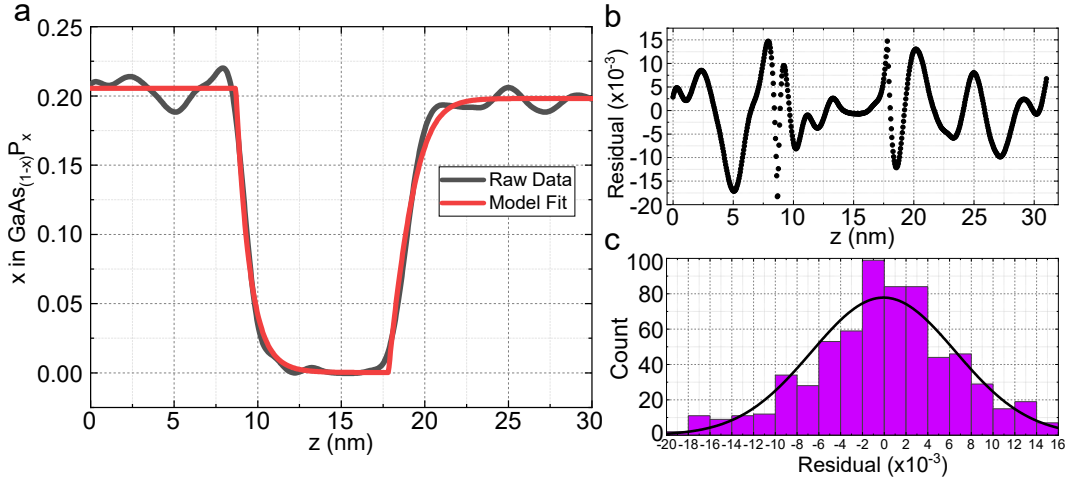 a
0.25
0.20
0.15
0.10
0.05
0.00
x in GaAs(1-x)Px
Raw Data
Model Fit
0 5 10 15 20 25 30
z (nm)
b
15
10
5
0
-5
-10
-15
-20
Residual (x10-3)
0 5 10 15 20 25 30
z (nm)
c
100
80
60
40
20
0
Count
-20 -18 -16 -14 -12 -10 -8 -6 -4 -2 0 2 4 6 8 10 12 14 16
Residual (x10-3)